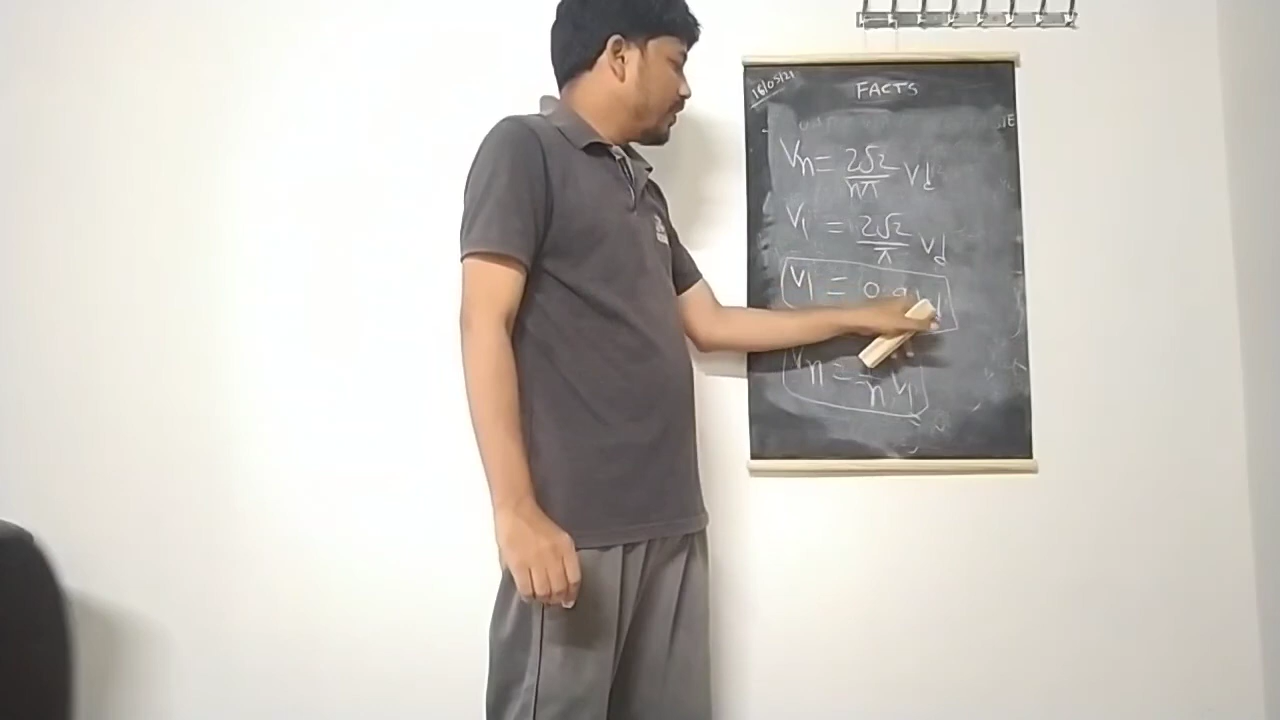 16/05/21
FACTS
Vn = 2√2/nπ Vd
V1 = 2√2/π Vd
V1 = 0.9 Vd
Vn = 1/n V1